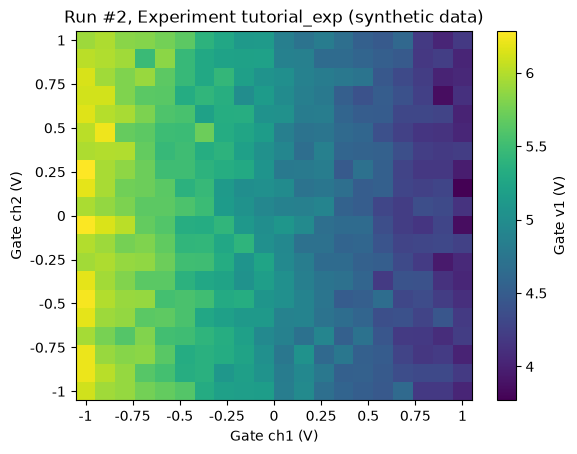 Run #2, Experiment tutorial_exp (synthetic data)
1
0.75
0.5
0.25
0
-0.25
-0.5
-0.75
-1
Gate ch2 (V)
-1 -0.75 -0.5 -0.25 0 0.25 0.5 0.75 1
Gate ch1 (V)
6
5.5
5
4.5
4
Gate v1 (V)